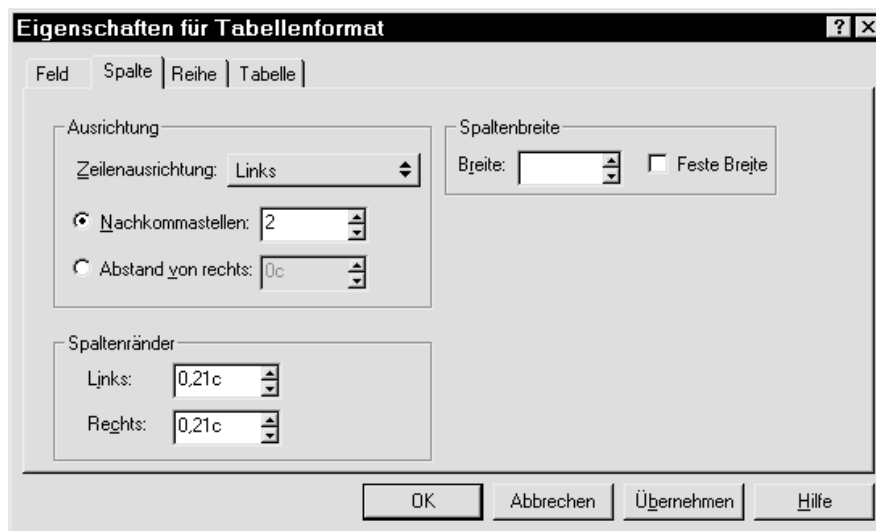 Eigenschaften für Tabellenformat
Feld Spalte Reihe Tabelle
Ausrichtung
Zeilenausrichtung: Links
Nachkommastellen: 2
Abstand von rechts: 0c
Spaltenränder
Links: 0,21c
Rechts: 0,21c
Spaltenbreite
Breite: Feste Breite
OK Abbrechen Übernehmen Hilfe